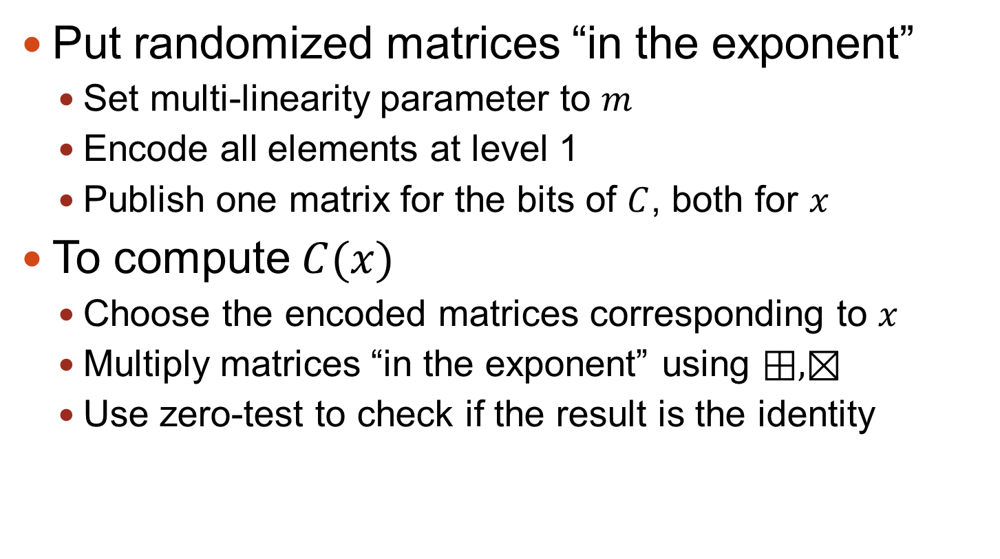 • Put randomized matrices “in the exponent”
• Set multi-linearity parameter to 𝑚
• Encode all elements at level 1
• Publish one matrix for the bits of 𝐶, both for 𝑥
• To compute 𝐶(𝑥)
• Choose the encoded matrices corresponding to 𝑥
• Multiply matrices “in the exponent” using ⊞,⊠
• Use zero-test to check if the result is the identity